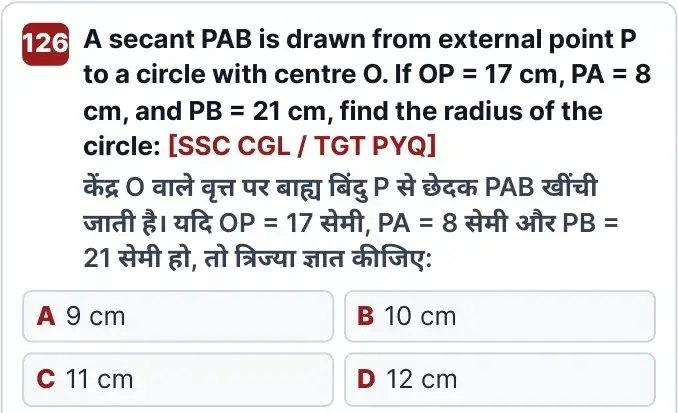 126 A secant PAB is drawn from external point P
to a circle with centre O. If OP = 17 cm, PA = 8
cm, and PB = 21 cm, find the radius of the
circle: [SSC CGL / TGT PYQ]
केंद्र O वाले वृत्त पर बाह्य बिंदु P से छेदक PAB खींची
जाती है। यदि OP = 17 सेमी, PA = 8 सेमी और PB =
21 सेमी हो, तो त्रिज्या ज्ञात कीजिए:
A 9 cm
B 10 cm
C 11 cm
D 12 cm